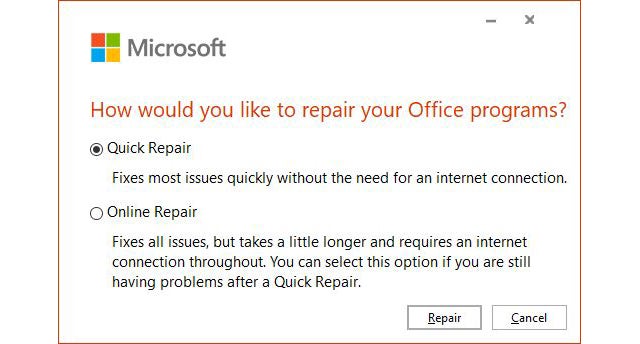 Microsoft
How would you like to repair your Office programs?
Quick Repair
Fixes most issues quickly without the need for an internet connection.
Online Repair
Fixes all issues, but takes a little longer and requires an internet
connection throughout. You can select this option if you are still
having problems after a Quick Repair.
Repair
Cancel